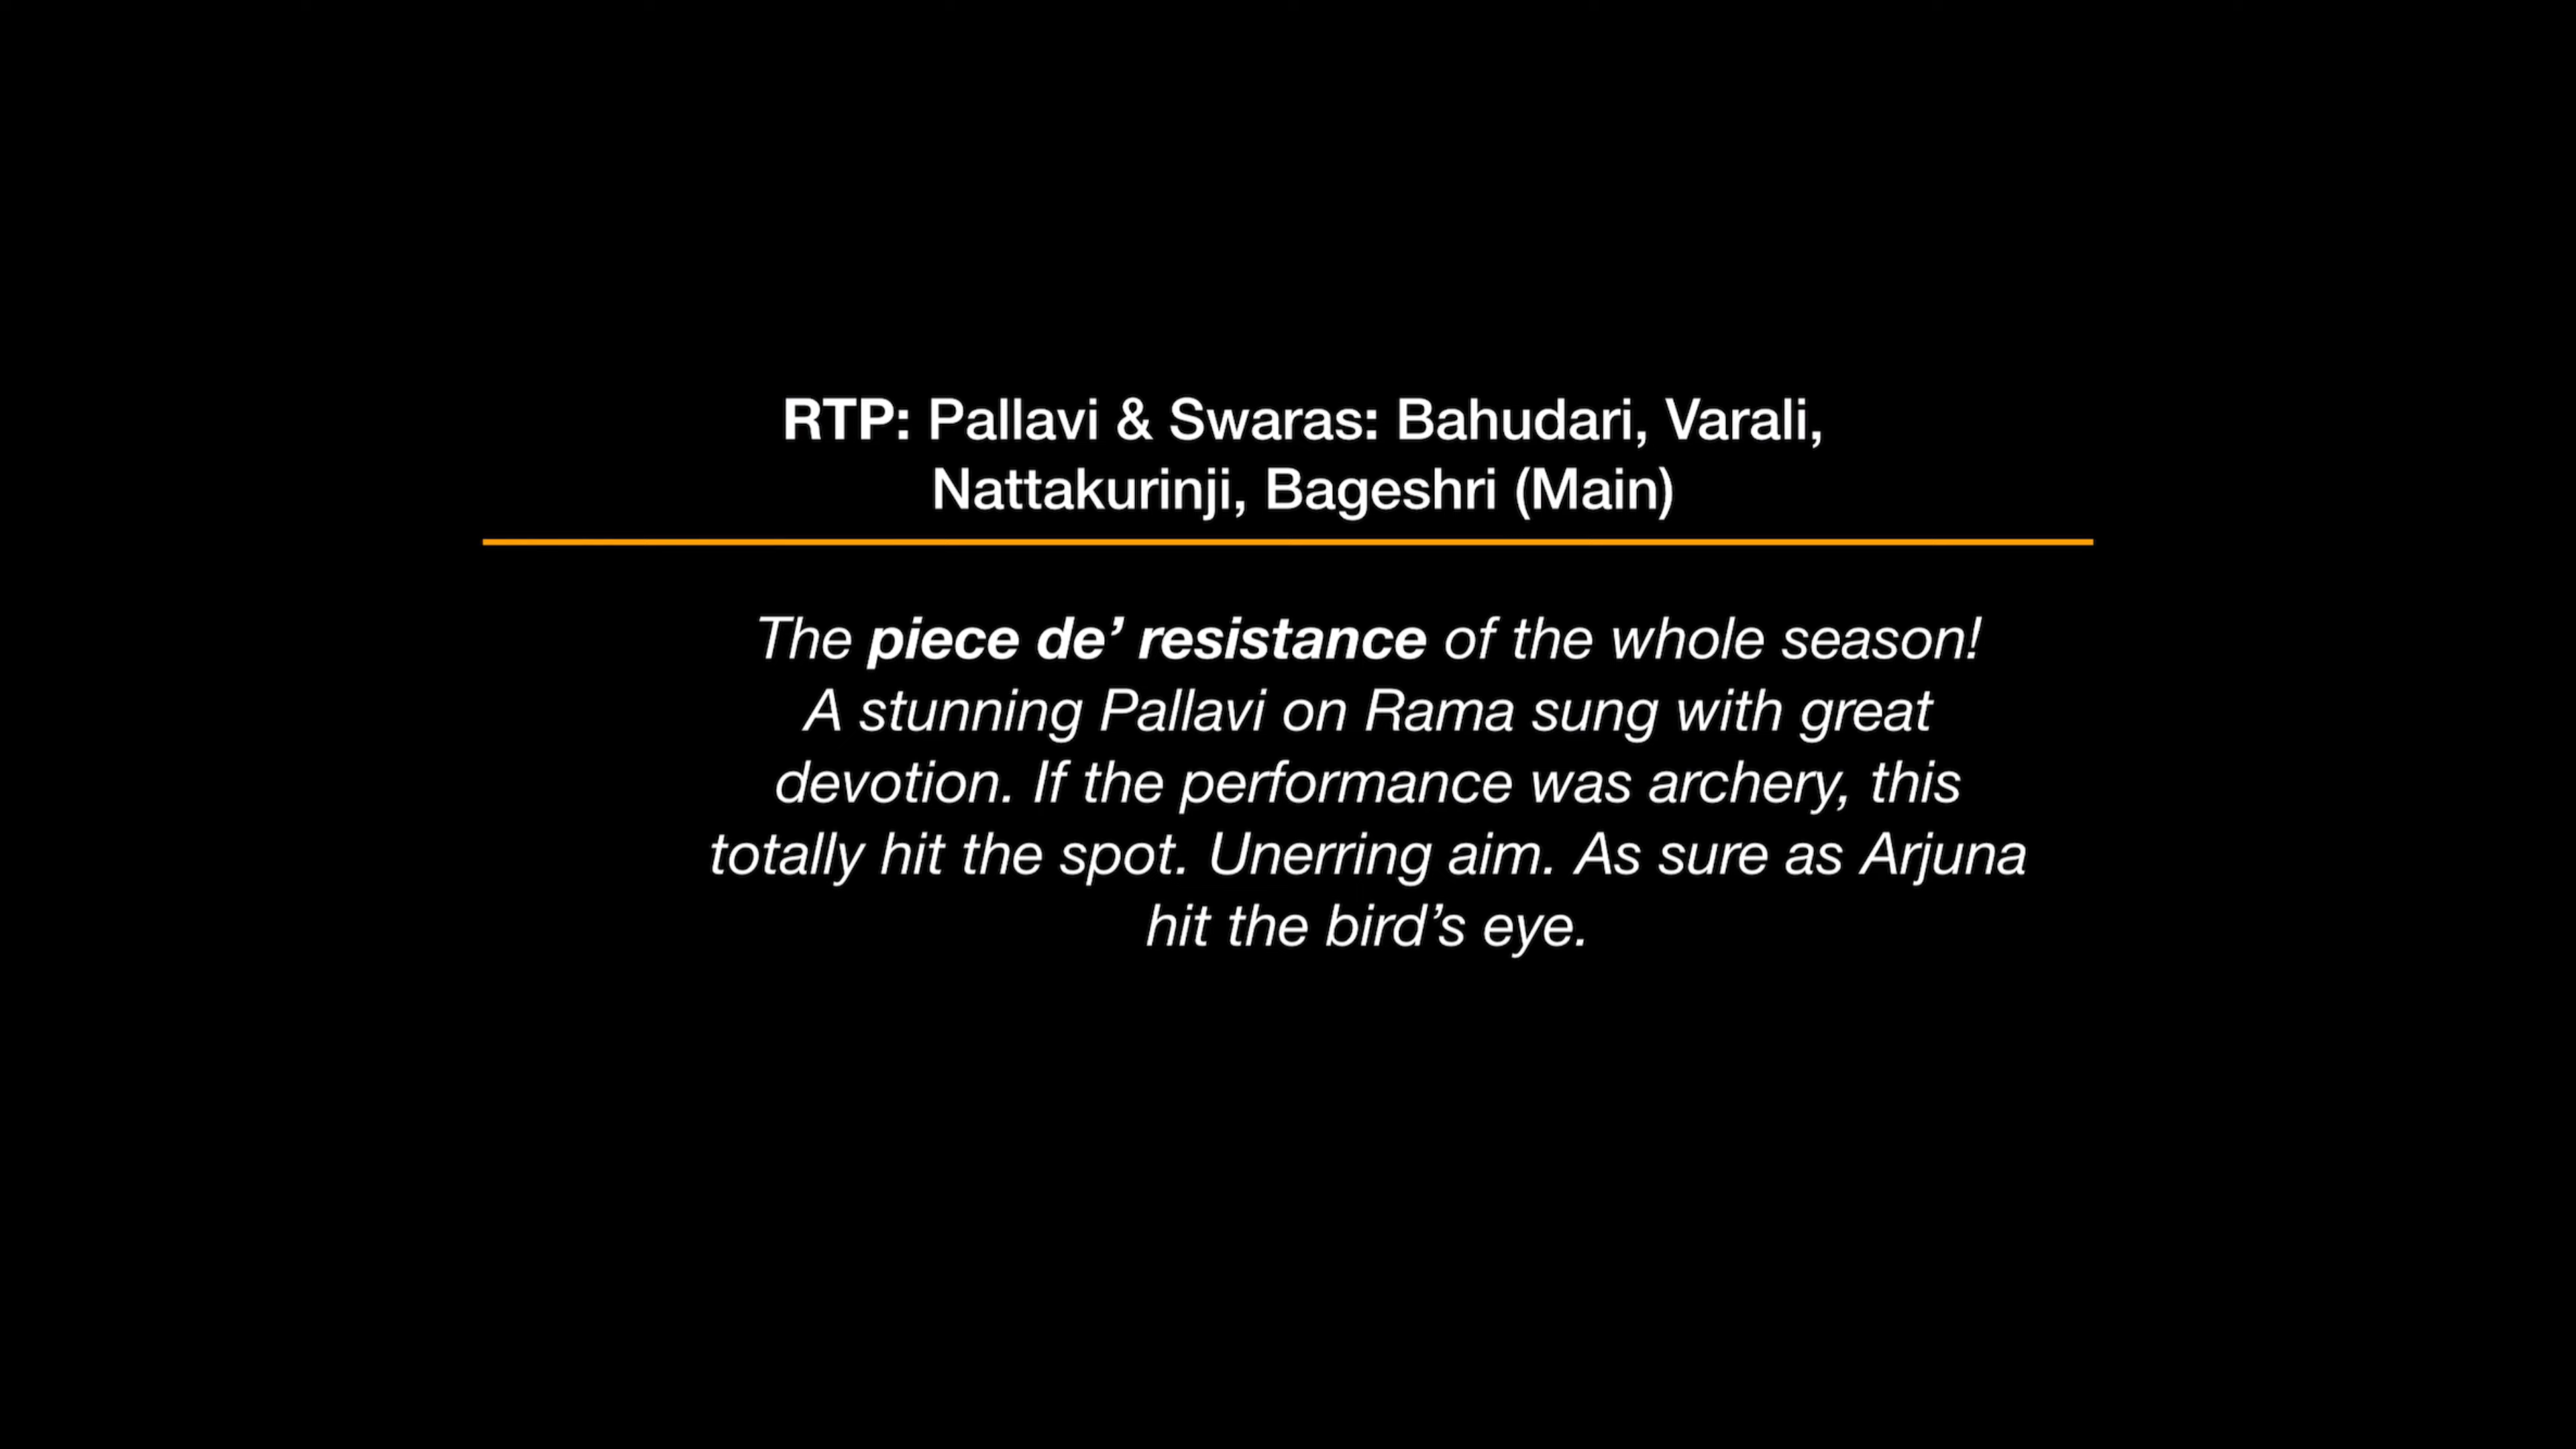 RTP: Pallavi & Swaras: Bahudari, Varali,
Nattakurinji, Bageshri (Main)
The piece de’ resistance of the whole season!
A stunning Pallavi on Rama sung with great
devotion. If the performance was archery, this
totally hit the spot. Unerring aim. As sure as Arjuna
hit the bird’s eye.